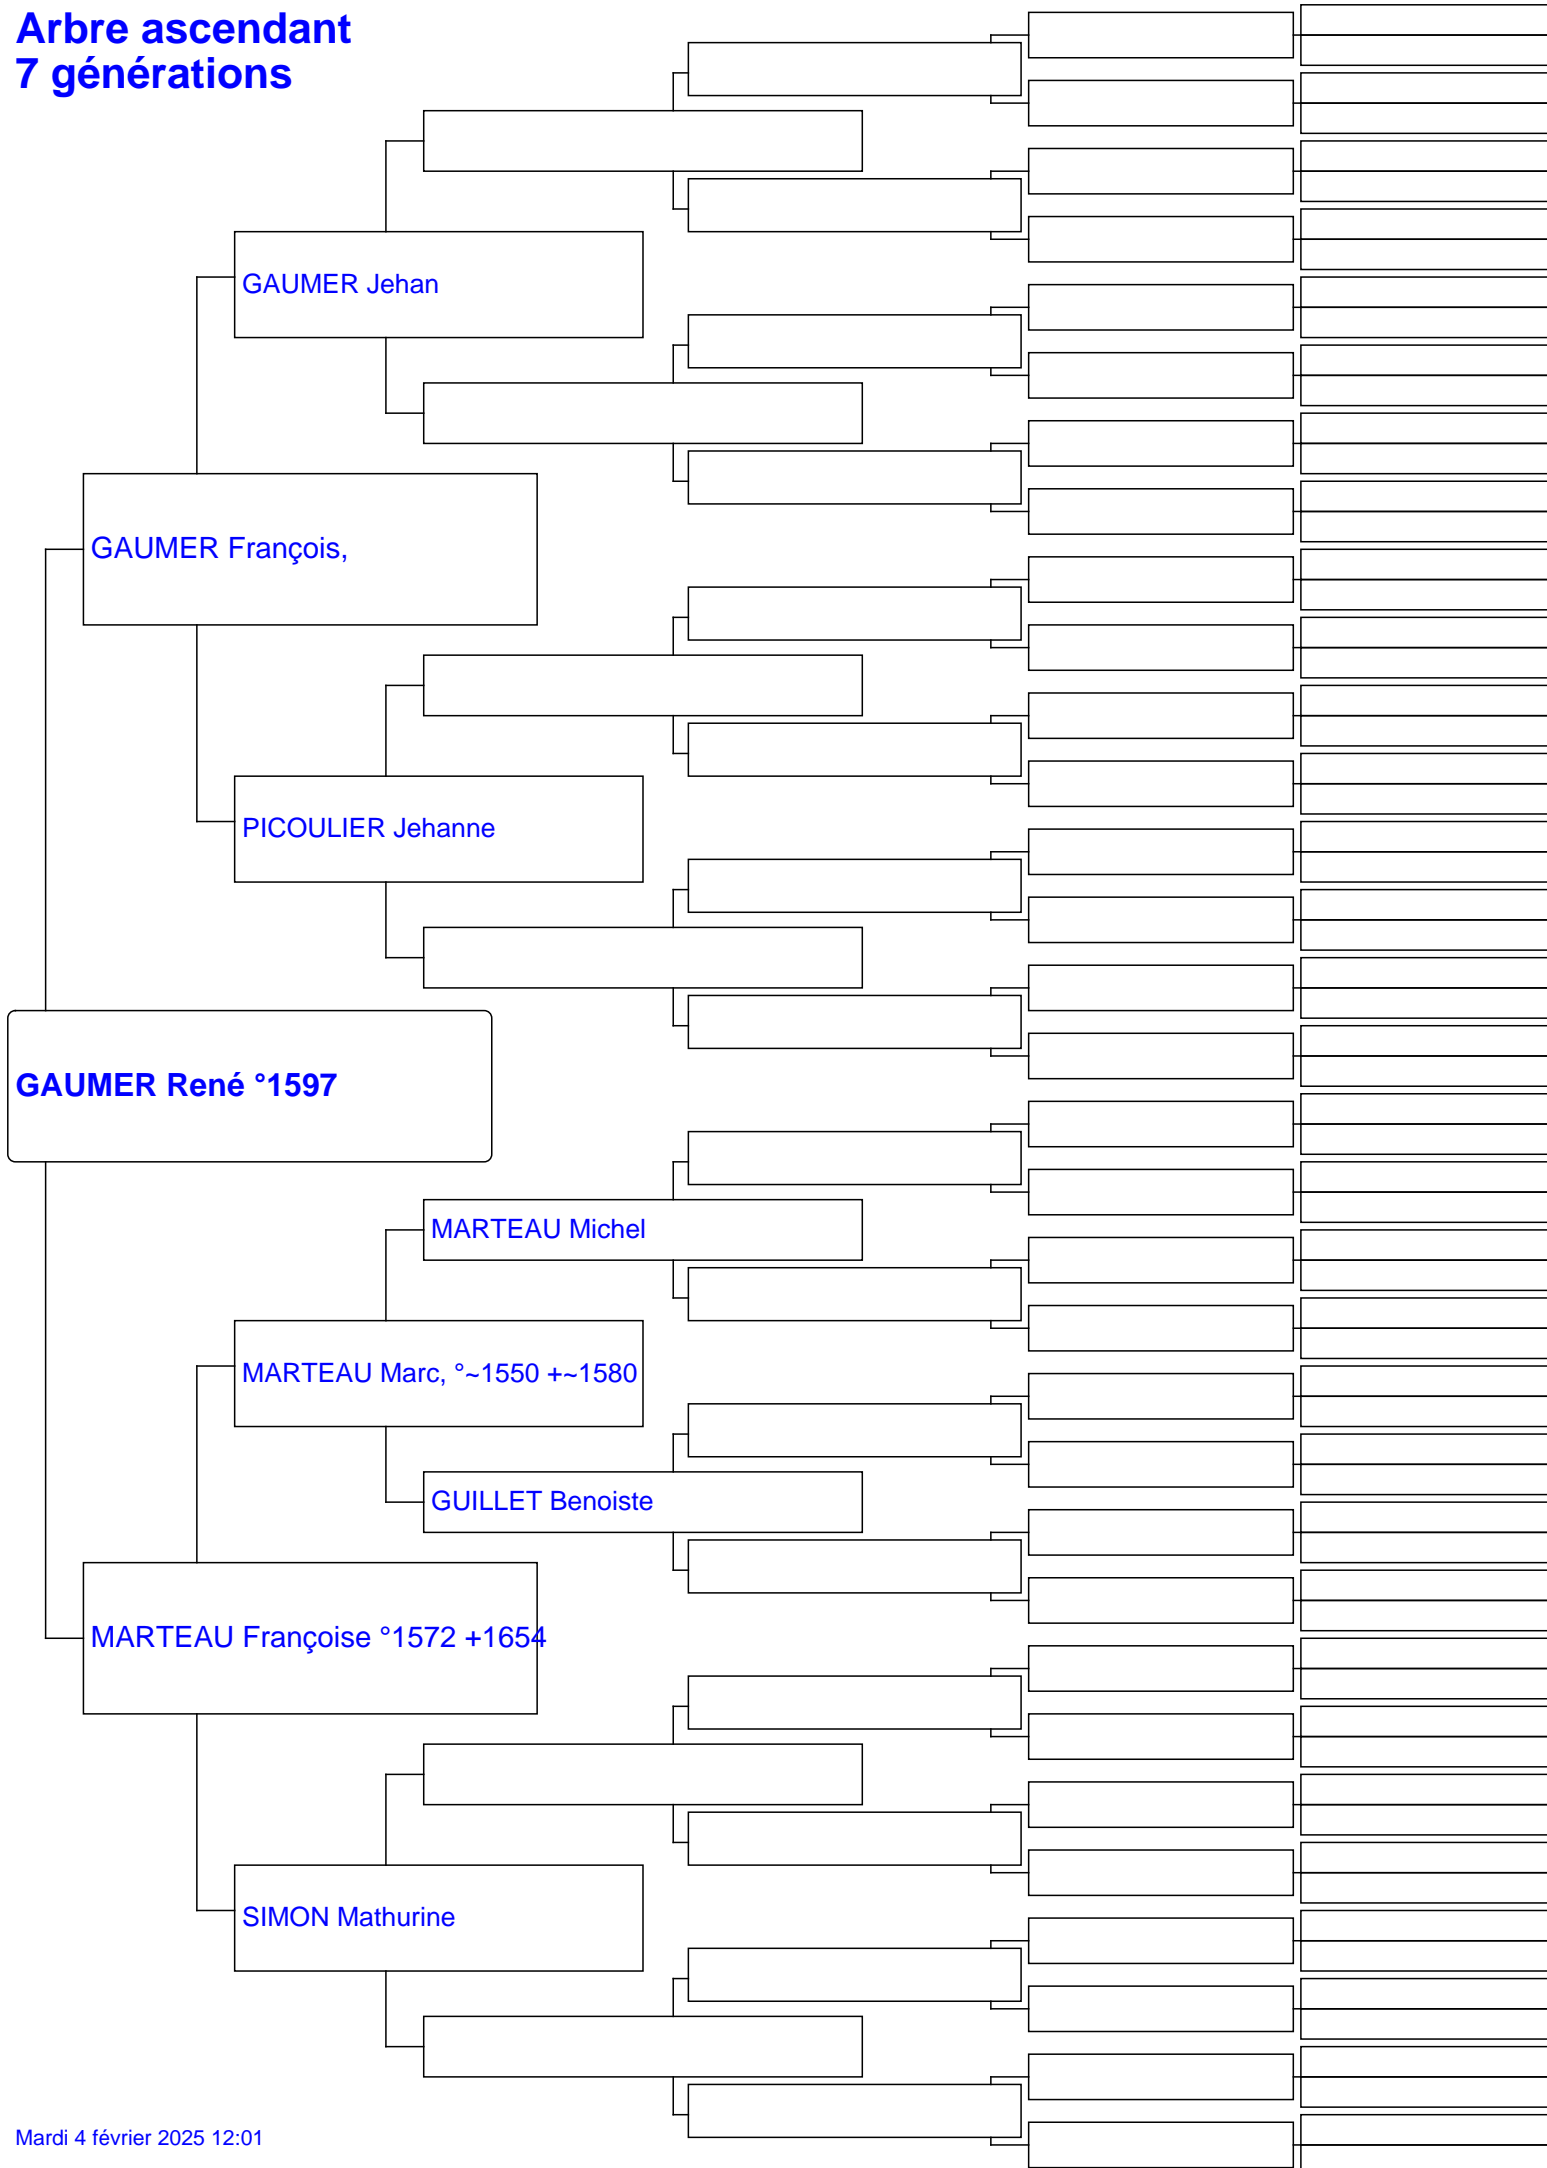 Arbre ascendant
7 générations
GAUMER Jehan
GAUMER François,
PICOULIER Jehanne
GAUMER René °1597
MARTEAU Michel
MARTEAU Marc, °~1550 +~1580
GUILLET Benoiste
MARTEAU Françoise °1572 +1654
SIMON Mathurine
Mardi 4 février 2025 12:01